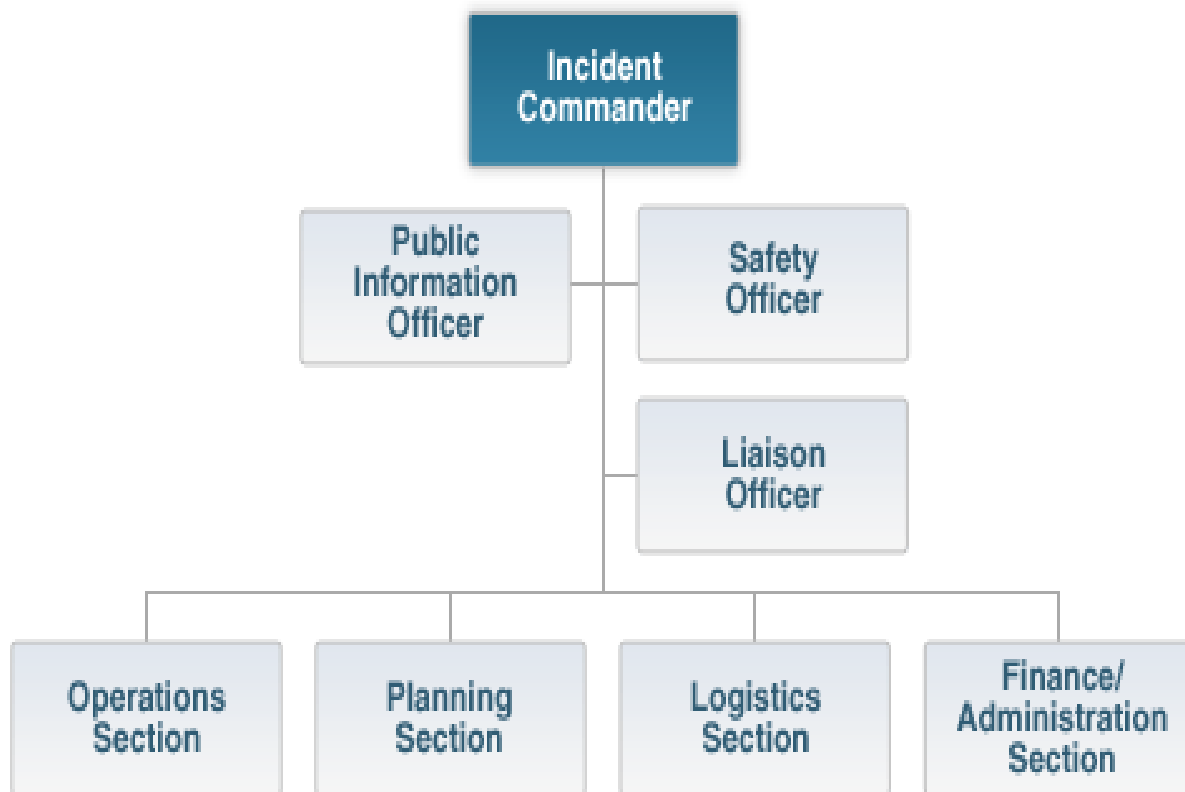 Incident
Commander
Public
Information
Officer
Safety
Officer
Liaison
Officer
Operations
Section
Planning
Section
Logistics
Section
Finance/
Administration
Section